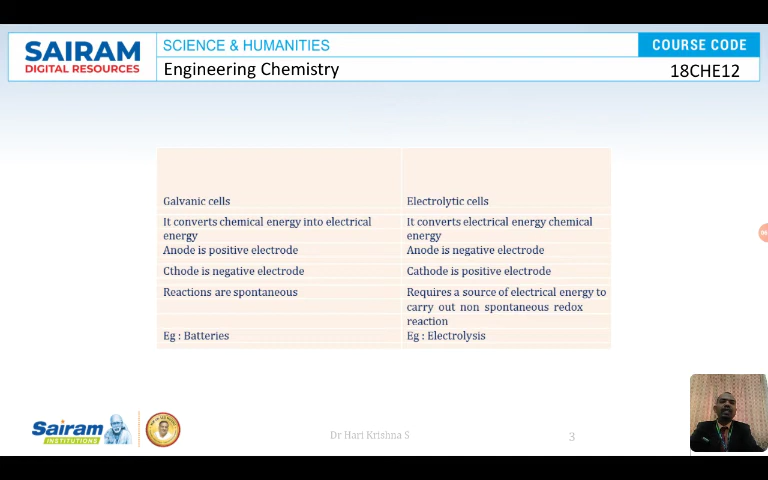 SAIRAM
DIGITAL RESOURCES
SCIENCE & HUMANITIES
COURSE CODE
Engineering Chemistry
18CHE12
Galvanic cells
Electrolytic cells
It converts chemical energy into electrical
energy
It converts electrical energy chemical
energy
Anode is positive electrode
Anode is negative electrode
Cthode is negative electrode
Cathode is positive electrode
Reactions are spontaneous
Requires a source of electrical energy to
carry out non spontaneous redox
reaction
Eg : Batteries
Eg : Electrolysis
Sairam
INSTITUTIONS
Dr Hari Krishna S
3